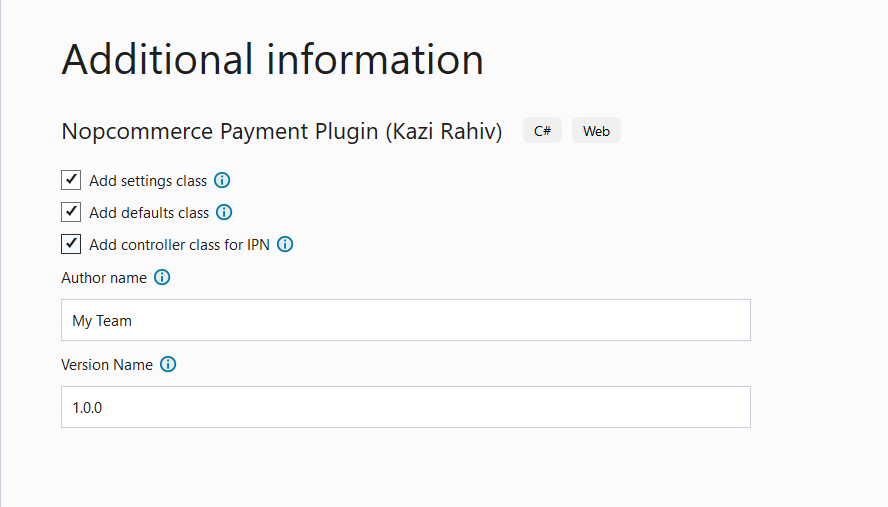 Additional information
Nopcommerce Payment Plugin (Kazi Rahiv) C# Web
Add settings class
Add defaults class
Add controller class for IPN
Author name
My Team
Version Name
1.0.0